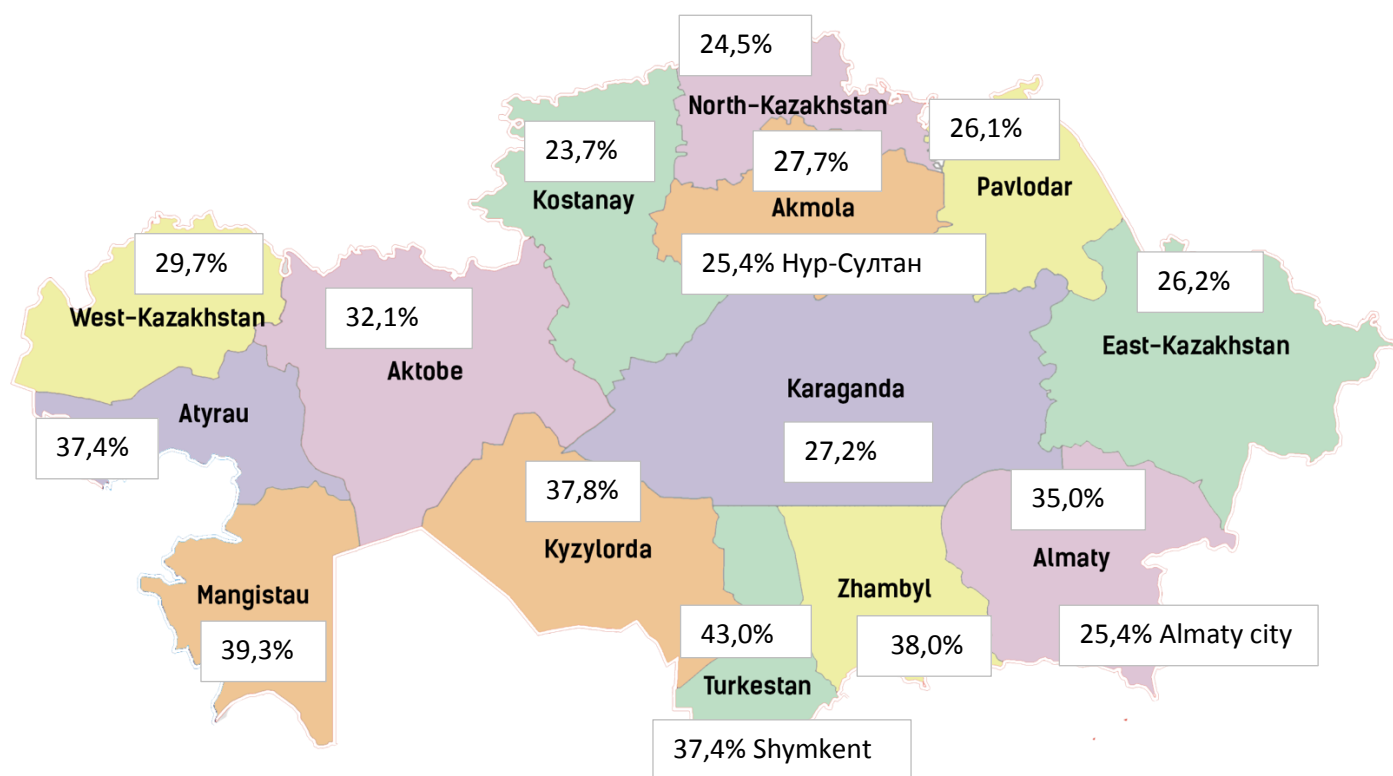 24,5%
North-Kazakhstan
26,1%
23,7%
27,7%
Pavlodar
Kostanay
Akmola
29,7%
25,4% Нур-Султан
26,2%
West-Kazakhstan
32,1%
East-Kazakhstan
Aktobe
Karaganda
Atyrau
37,4%
27,2%
37,8%
35,0%
Kyzylorda
Almaty
Mangistau
Zhambyl
39,3%
43,0%
38,0%
25,4% Almaty city
Turkestan
37,4% Shymkent